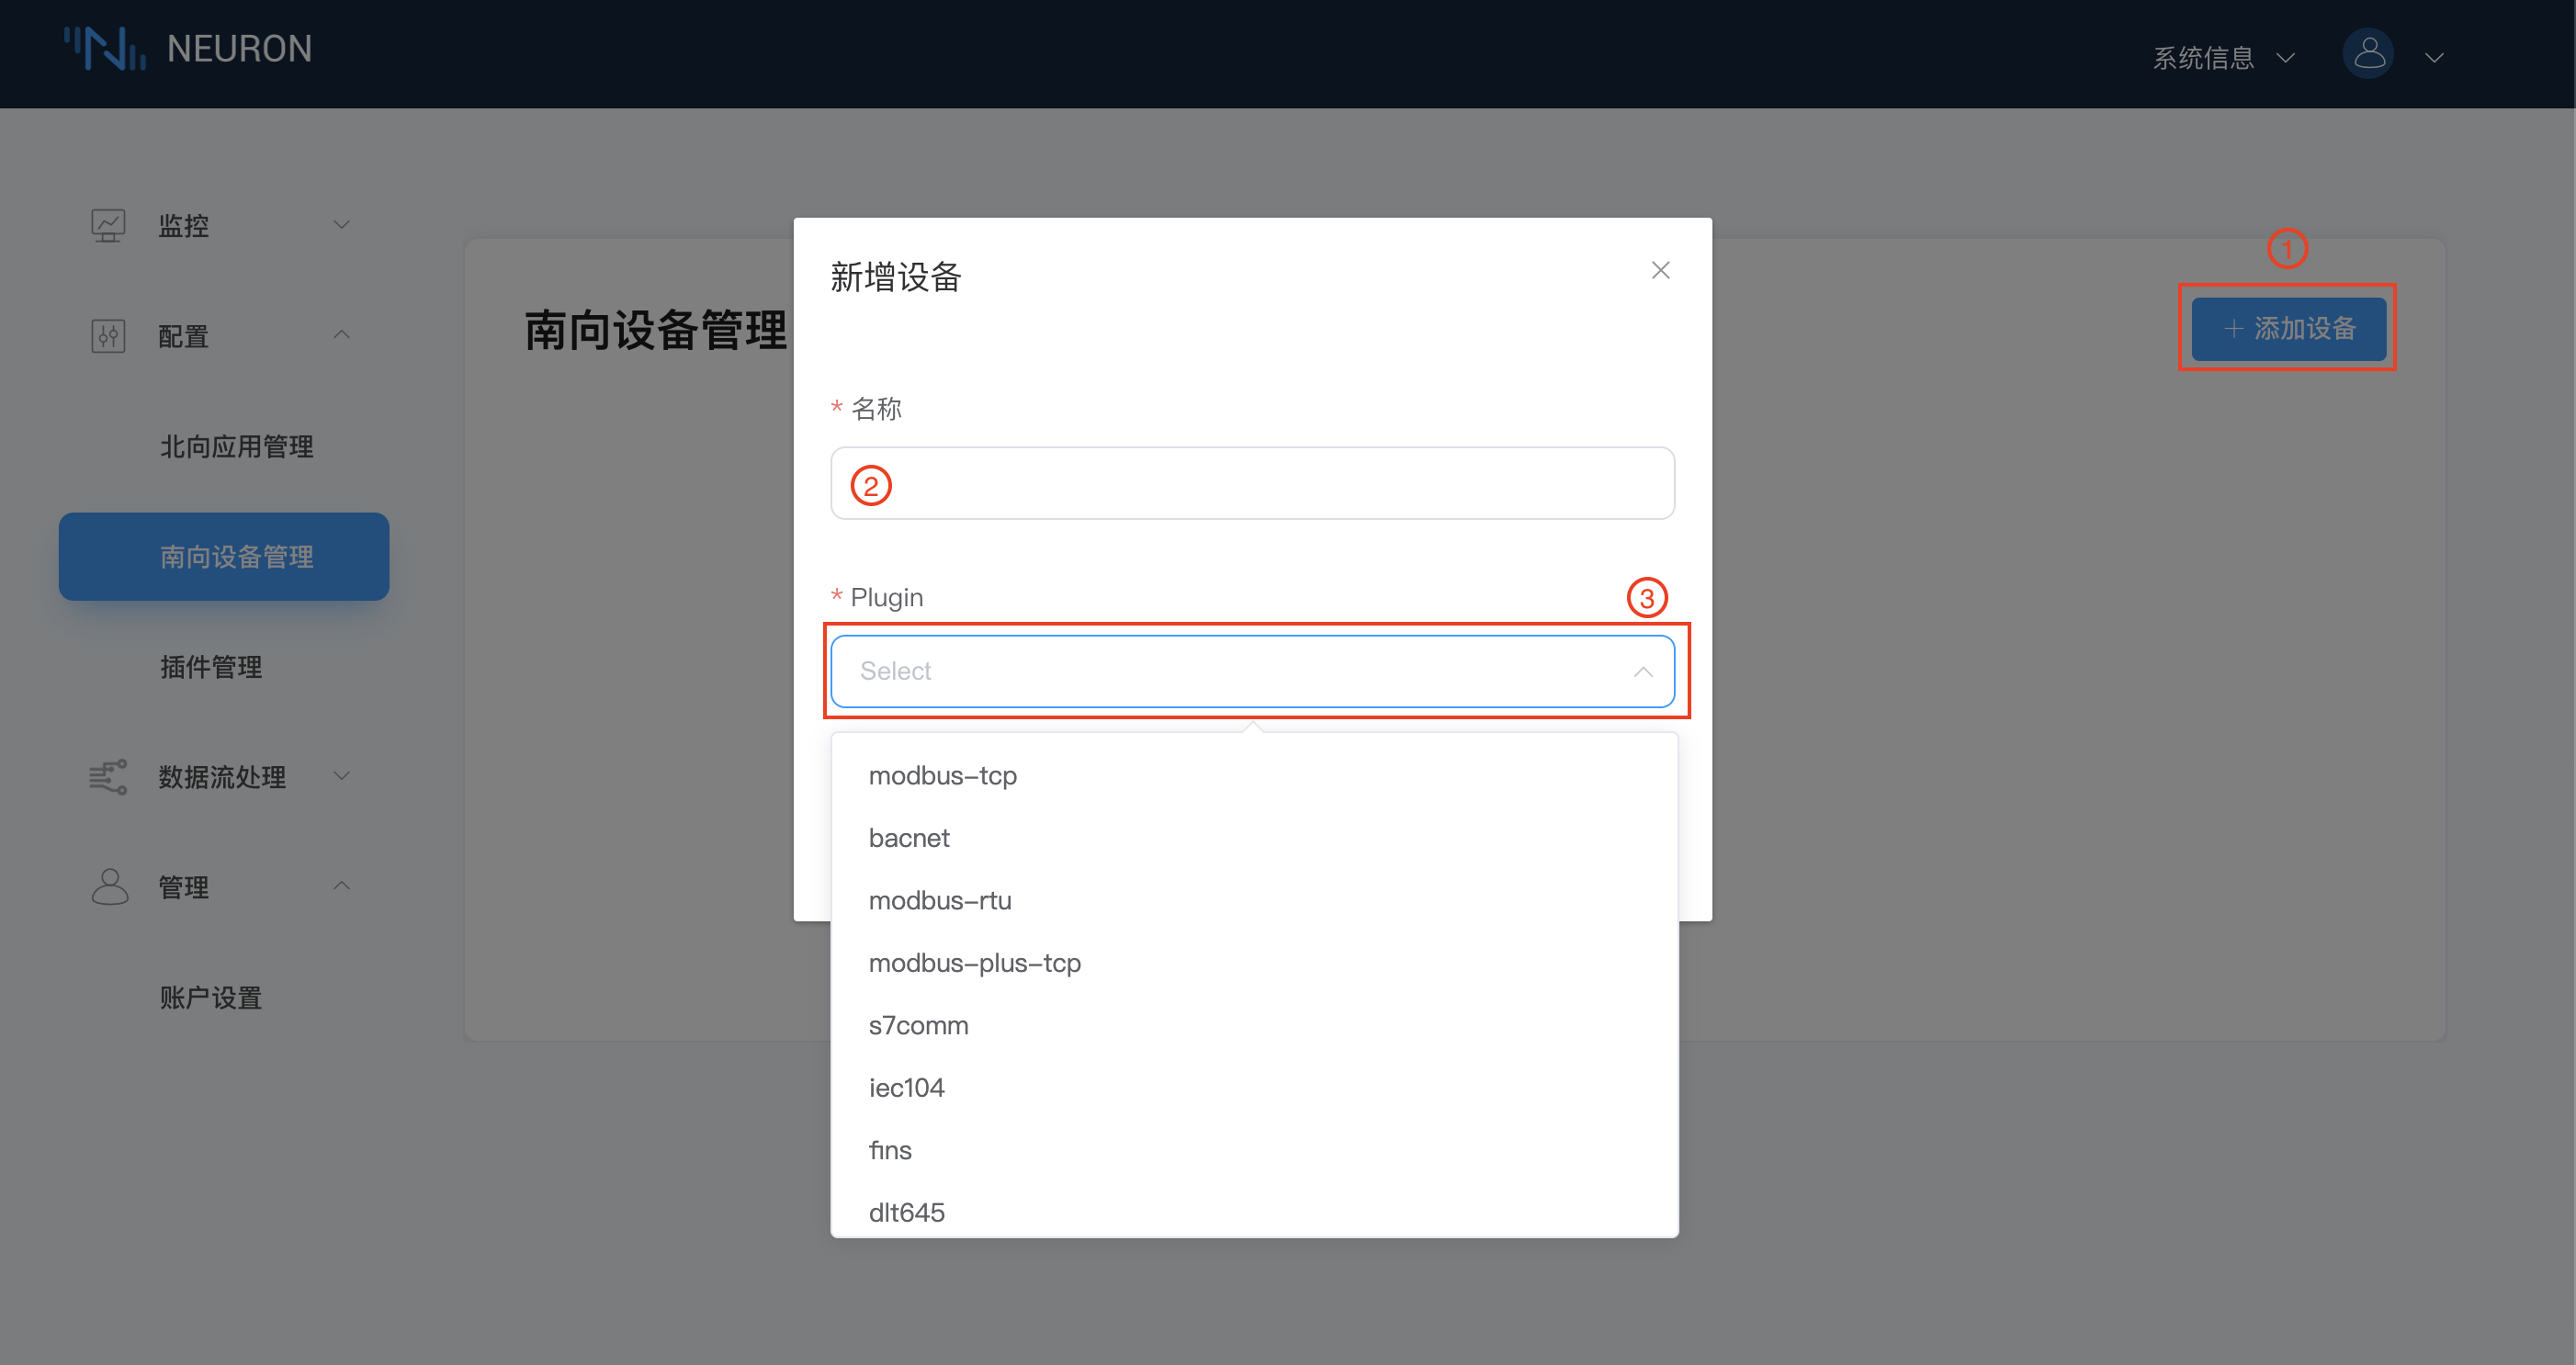 NEURON
系统信息
监控
配置
北向应用管理
南向设备管理
插件管理
数据流处理
管理
账户设置
南向设备管理
①
+ 添加设备
新增设备
* 名称
②
* Plugin
③
Select
modbus-tcp
bacnet
modbus-rtu
modbus-plus-tcp
s7comm
iec104
fins
dlt645